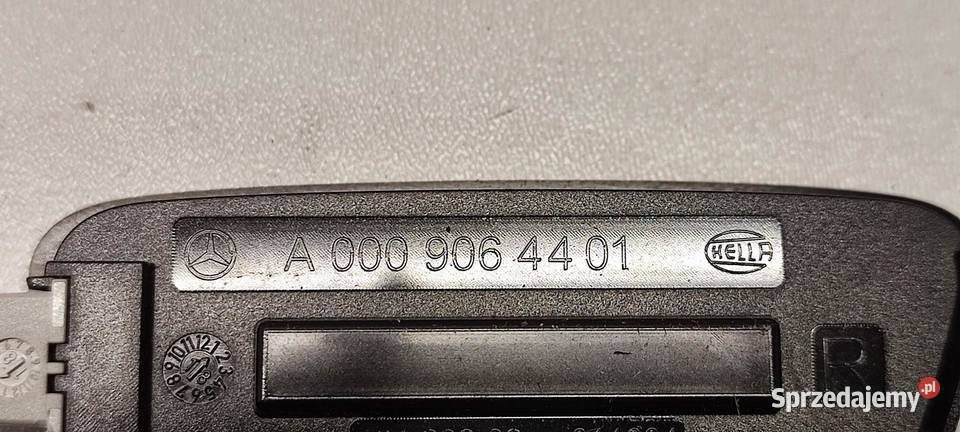 A 000 906 44 01
HELLA
R
Sprzedajemy.pl